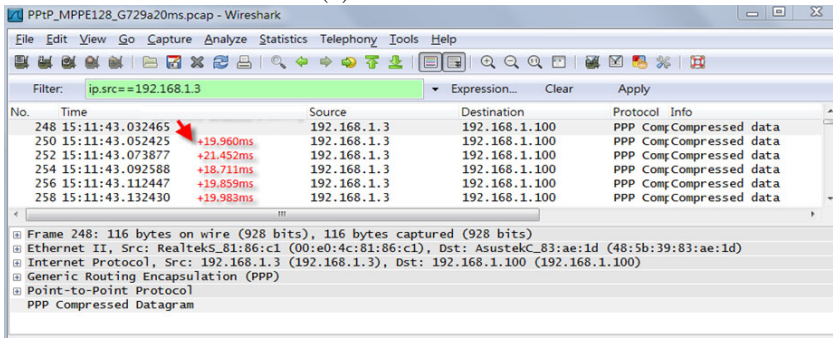 PPtP_MPPE128_G729a20ms.pcap - Wireshark
File Edit View Go Capture Analyze Statistics Telephony Tools Help
Filter: ip.src==192.168.1.3 Expression... Clear Apply
No. Time Source Destination Protocol Info
248 15:11:43.032465 192.168.1.3 192.168.1.100 PPP Comp Compressed data
250 15:11:43.052425 +19.960ms 192.168.1.3 192.168.1.100 PPP Comp Compressed data
252 15:11:43.073877 +21.452ms 192.168.1.3 192.168.1.100 PPP Comp Compressed data
254 15:11:43.092588 +18.711ms 192.168.1.3 192.168.1.100 PPP Comp Compressed data
256 15:11:43.112447 +19.859ms 192.168.1.3 192.168.1.100 PPP Comp Compressed data
258 15:11:43.132430 +19.983ms 192.168.1.3 192.168.1.100 PPP Comp Compressed data
Frame 248: 116 bytes on wire (928 bits), 116 bytes captured (928 bits)
Ethernet II, Src: RealtekS_81:86:c1 (00:e0:4c:81:86:c1), Dst: AsustekC_83:ae:1d (48:5b:39:83:ae:1d)
Internet Protocol, Src: 192.168.1.3 (192.168.1.3), Dst: 192.168.1.100 (192.168.1.100)
Generic Routing Encapsulation (PPP)
Point-to-Point Protocol
PPP Compressed Datagram